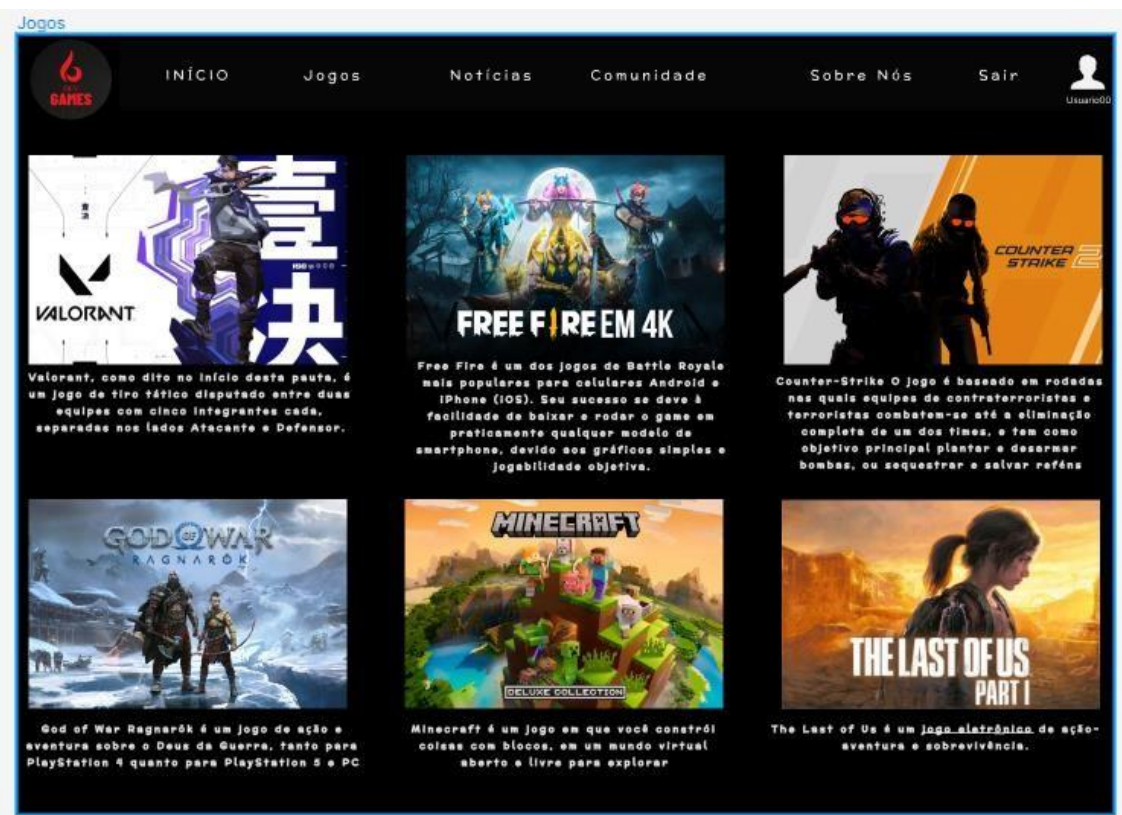 Jogos
GAMES
INÍCIO
Jogos
Notícias
Comunidade
Sobre Nós
Sair
Usuario00
壹
决
VALORANT
FREE FIRE EM 4K
COUNTER
STRIKE 2
Valorant, como dito no início desta pauta, é
um jogo de tiro tático disputado entre duas
equipes com cinco integrantes cada,
separadas nos lados Atacante e Defensor.
Free Fire é um dos jogos de Battle Royale
mais populares para celulares Android e
iPhone (iOS). Seu sucesso se deve à
facilidade de baixar e rodar o game em
praticamente qualquer modelo de
smartphone, devido aos gráficos simples e
jogabilidade objetiva.
Counter-Strike O jogo é baseado em rodadas
nas quais equipes de contraterroristas e
terroristas combatem-se até a eliminação
completa de um dos times, e tem como
objetivo principal plantar e desarmar
bombas, ou sequestrar e salvar reféns
GOD OF WAR
RAGNARÖK
MINECRAFT
DELUXE COLLECTION
THE LAST OF US
PART I
God of War Ragnarök é um jogo de ação e
aventura sobre o Deus da Guerra, tanto para
PlayStation 4 quanto para PlayStation 5 e PC
Minecraft é um jogo em que você constrói
coisas com blocos, em um mundo virtual
aberto e livre para explorar
The Last of Us é um jogo eletrônico de ação-
aventura e sobrevivência.